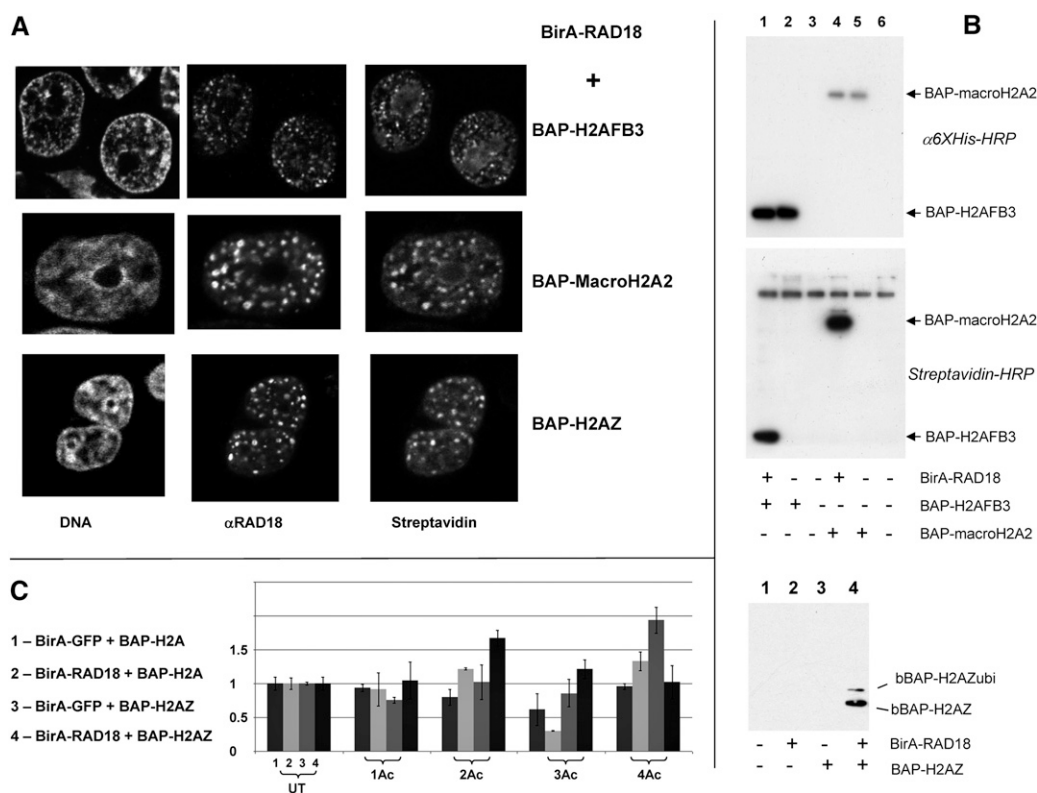 A
BirA-RAD18
+
BAP-H2AFB3
BAP-MacroH2A2
BAP-H2AZ
DNA αRAD18 Streptavidin
B
1 2 3 4 5 6
BAP-macroH2A2
α6XHis-HRP
BAP-H2AFB3
BAP-macroH2A2
Streptavidin-HRP
BAP-H2AFB3
BirA-RAD18 + - - + - -
BAP-H2AFB3 + + - - - -
BAP-macroH2A2 - - - + + -
1 2 3 4
bBAP-H2AZubi
bBAP-H2AZ
- + - + BirA-RAD18
- - + + BAP-H2AZ
C
1 – BirA-GFP + BAP-H2A
2 – BirA-RAD18 + BAP-H2A
3 – BirA-GFP + BAP-H2AZ
4 – BirA-RAD18 + BAP-H2AZ
1.5
1
0.5
0
1 2 3 4
UT 1Ac 2Ac 3Ac 4Ac